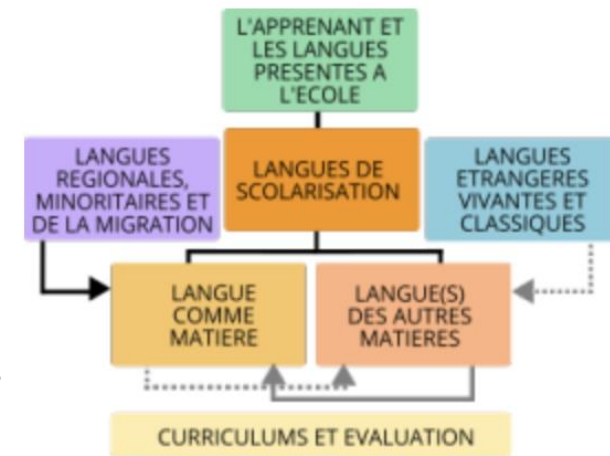 L'APPRENANT ET
LES LANGUES
PRESENTES A
L'ECOLE
LANGUES
REGIONALES,
MINORITAIRES ET
DE LA MIGRATION
LANGUES DE
SCOLARISATION
LANGUES
ETRANGERES
VIVANTES ET
CLASSIQUES
LANGUE
COMME
MATIERE
LANGUE(S)
DES AUTRES
MATIERES
CURRICULUMS ET EVALUATION